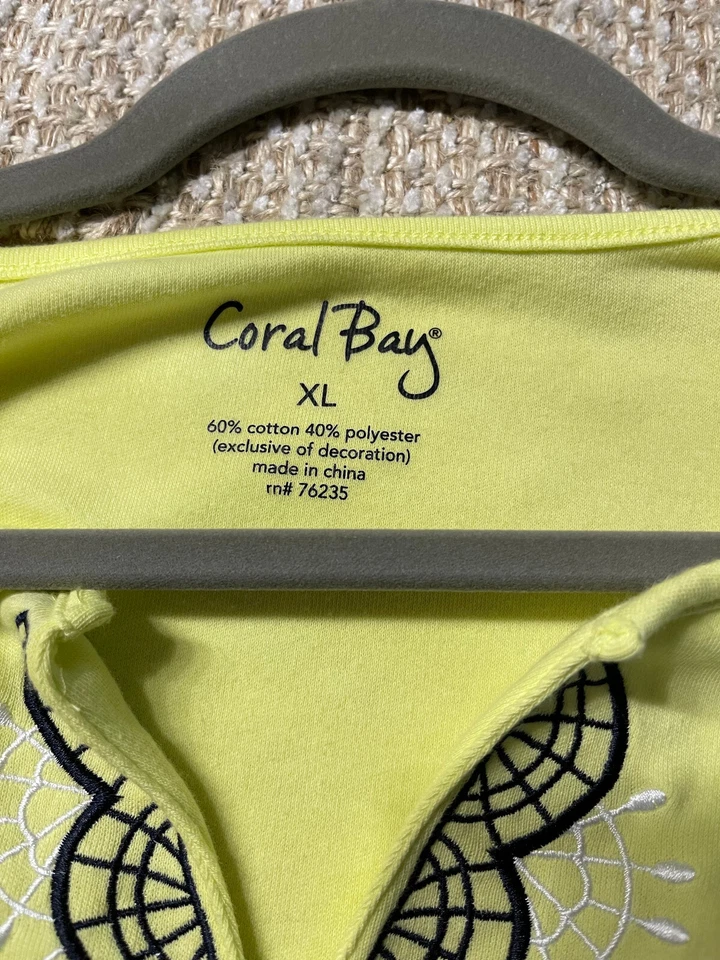 Coral Bay®
XL
60% cotton 40% polyester
(exclusive of decoration)
made in china
rn# 76235